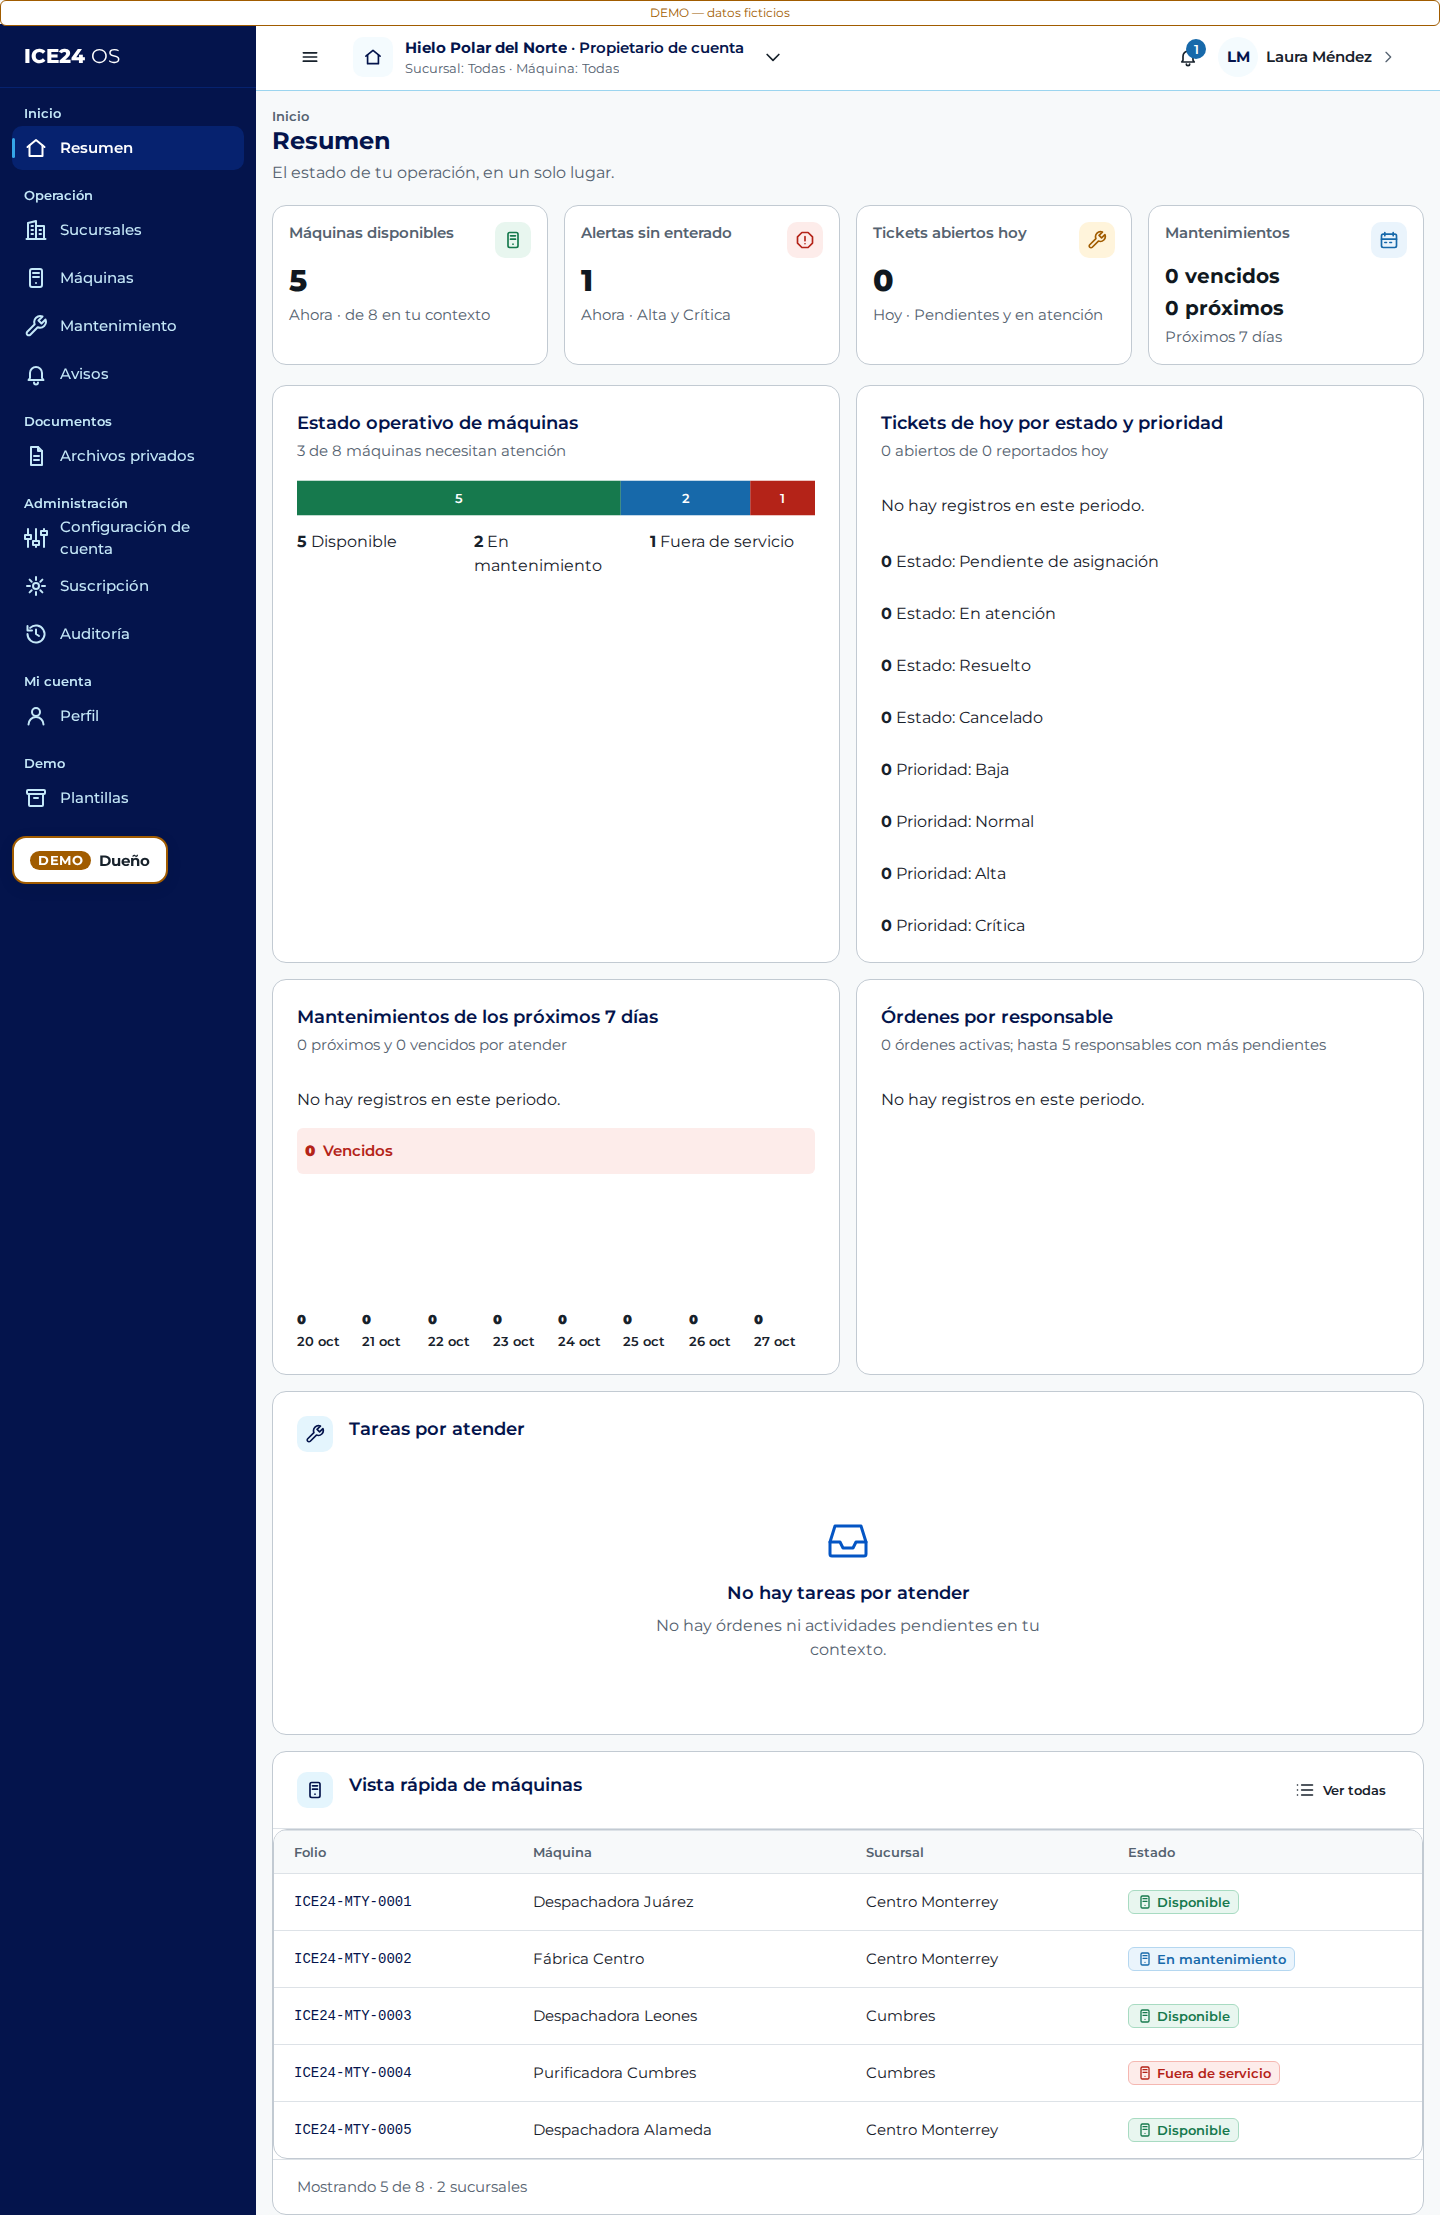 DEMO — datos ficticios
ICE24 OS
Hielo Polar del Norte · Propietario de cuenta
Sucursal: Todas · Máquina: Todas
1
LM
Laura Méndez
Inicio
Resumen
Operación
Sucursales
Máquinas
Mantenimiento
Avisos
Documentos
Archivos privados
Administración
Configuración de
cuenta
Suscripción
Auditoría
Mi cuenta
Perfil
Demo
Plantillas
DEMO Dueño
Inicio
Resumen
El estado de tu operación, en un solo lugar.
Máquinas disponibles
5
Ahora · de 8 en tu contexto
Alertas sin enterado
1
Ahora · Alta y Crítica
Tickets abiertos hoy
0
Hoy · Pendientes y en atención
Mantenimientos
0 vencidos
0 próximos
Próximos 7 días
Estado operativo de máquinas
3 de 8 máquinas necesitan atención
5 2 1
5 Disponible
2 En
mantenimiento
1 Fuera de servicio
Tickets de hoy por estado y prioridad
0 abiertos de 0 reportados hoy
No hay registros en este periodo.
0 Estado: Pendiente de asignación
0 Estado: En atención
0 Estado: Resuelto
0 Estado: Cancelado
0 Prioridad: Baja
0 Prioridad: Normal
0 Prioridad: Alta
0 Prioridad: Crítica
Mantenimientos de los próximos 7 días
0 próximos y 0 vencidos por atender
No hay registros en este periodo.
0 Vencidos
0 0 0 0 0 0 0 0
20 oct 21 oct 22 oct 23 oct 24 oct 25 oct 26 oct 27 oct
Órdenes por responsable
0 órdenes activas; hasta 5 responsables con más pendientes
No hay registros en este periodo.
Tareas por atender
No hay tareas por atender
No hay órdenes ni actividades pendientes en tu
contexto.
Vista rápida de máquinas
Ver todas
Folio Máquina Sucursal Estado
ICE24-MTY-0001 Despachadora Juárez Centro Monterrey Disponible
ICE24-MTY-0002 Fábrica Centro Centro Monterrey En mantenimiento
ICE24-MTY-0003 Despachadora Leones Cumbres Disponible
ICE24-MTY-0004 Purificadora Cumbres Cumbres Fuera de servicio
ICE24-MTY-0005 Despachadora Alameda Centro Monterrey Disponible
Mostrando 5 de 8 · 2 sucursales